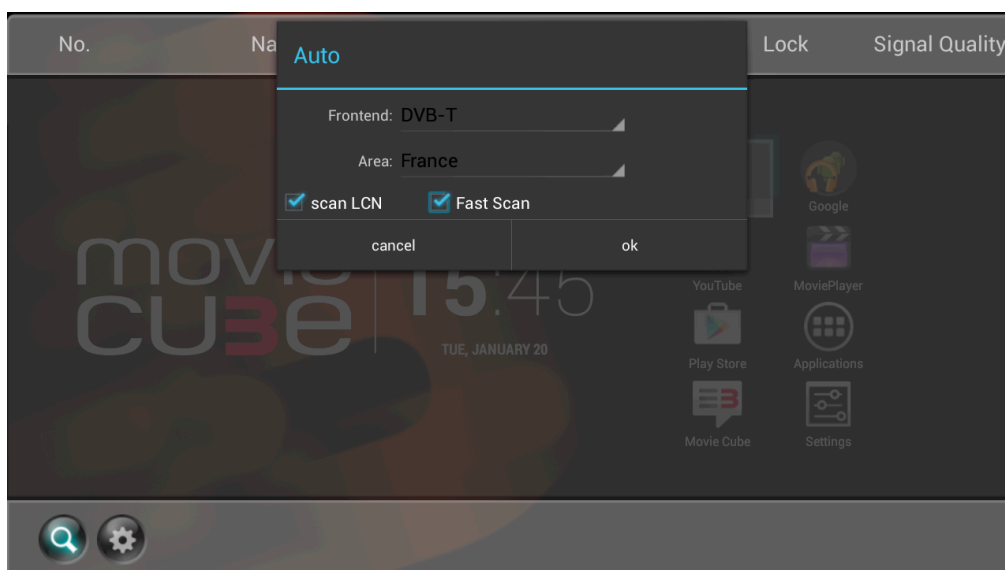 No.
Na
Lock
Signal Quality
Auto
Frontend: DVB-T
Area: France
scan LCN
Fast Scan
cancel
ok
movie
CUBe
15:45
TUE, JANUARY 20
Google
YouTube
MoviePlayer
Play Store
Applications
Movie Cube
Settings